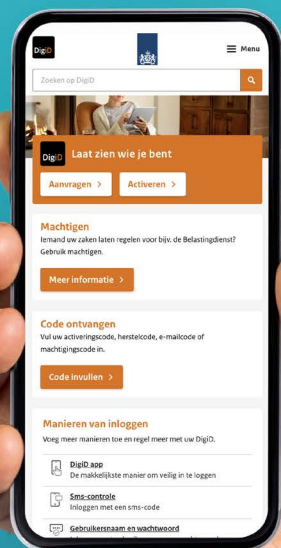 DigiD
Menu
Zoeken op DigiD
DigiD
Laat zien wie je bent
Aanvragen >
Activeren >
Machtigen
Iemand uw zaken laten regelen voor bijv. de Belastingdienst?
Gebruik machtigen.
Meer informatie >
Code ontvangen
Vul uw activeringscode, herstelcode, e-mailcode of
machtigingscode in.
Code invullen >
Manieren van inloggen
Voeg meer manieren toe en regel meer met uw DigiD.
DigiD app
De makkelijkste manier om veilig in te loggen
Sms-controle
Inloggen met een sms-code
Gebruikersnaam en wachtwoord